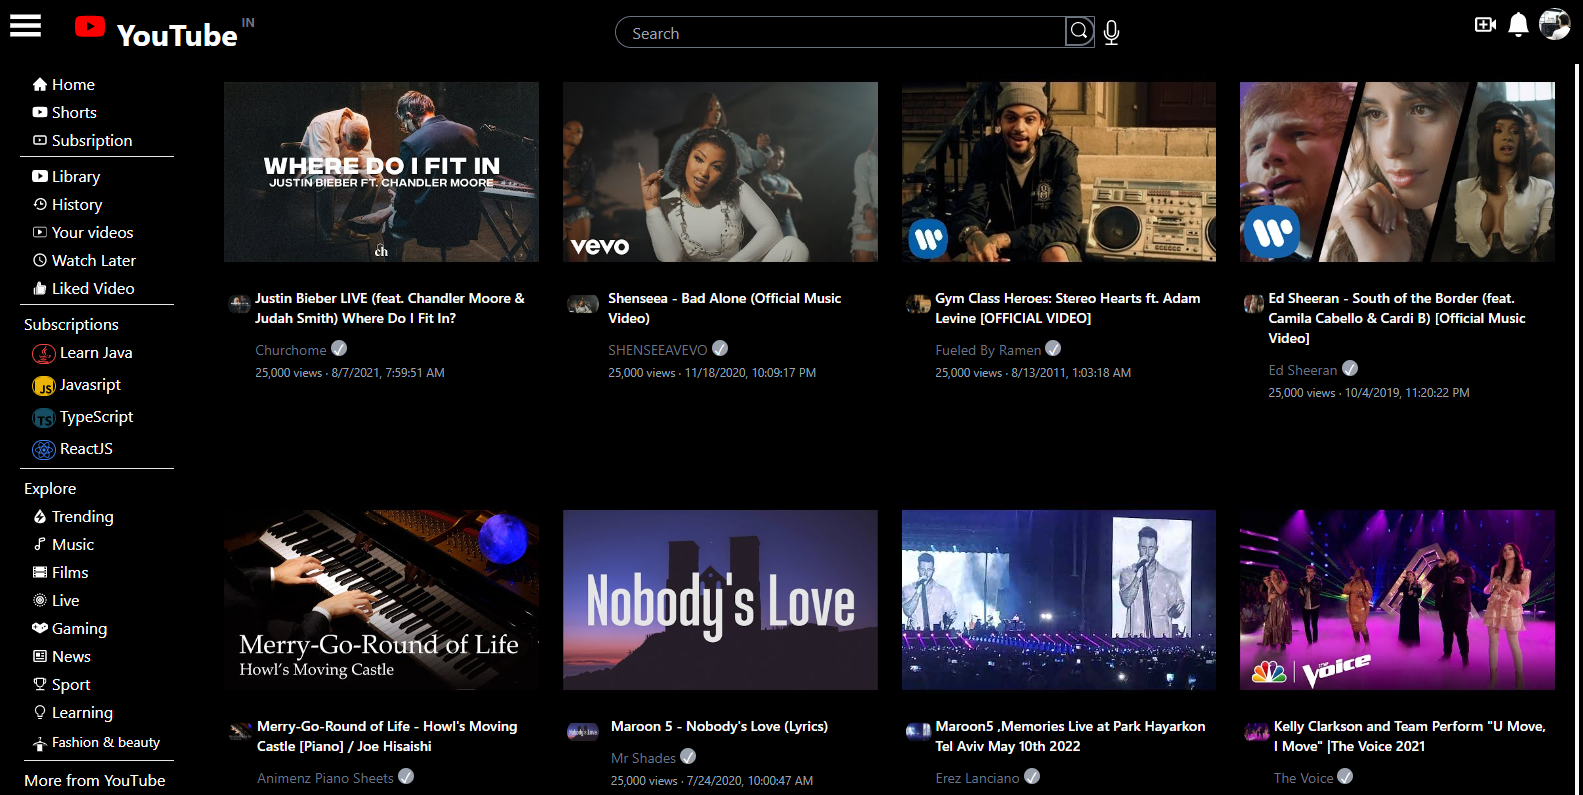 YouTube IN
Search
Home
Shorts
Subsription
Library
History
Your videos
Watch Later
Liked Video
Subscriptions
Learn Java
JS Javasript
TS TypeScript
ReactJS
Explore
Trending
Music
Films
Live
Gaming
News
Sport
Learning
Fashion & beauty
More from YouTube
WHERE DO I FIT IN
JUSTIN BIEBER FT. CHANDLER MOORE
ch
Justin Bieber LIVE (feat. Chandler Moore &
Judah Smith) Where Do I Fit In?
Churchome
25,000 views · 8/7/2021, 7:59:51 AM
vevo
Shenseea - Bad Alone (Official Music
Video)
SHENSEEAVEVO
25,000 views · 11/18/2020, 10:09:17 PM
Gym Class Heroes: Stereo Hearts ft. Adam
Levine [OFFICIAL VIDEO]
Fueled By Ramen
25,000 views · 8/13/2011, 1:03:18 AM
Ed Sheeran - South of the Border (feat.
Camila Cabello & Cardi B) [Official Music
Video]
Ed Sheeran
25,000 views · 10/4/2019, 11:20:22 PM
Merry-Go-Round of Life
Howl's Moving Castle
Merry-Go-Round of Life - Howl's Moving
Castle [Piano] / Joe Hisaishi
Animenz Piano Sheets
Nobody's Love
Nobody's Love
Maroon 5 - Nobody's Love (Lyrics)
Mr Shades
25,000 views · 7/24/2020, 10:00:47 AM
Maroon5 ,Memories Live at Park Hayarkon
Tel Aviv May 10th 2022
Erez Lanciano
THE Voice
Kelly Clarkson and Team Perform "U Move,
I Move" |The Voice 2021
The Voice